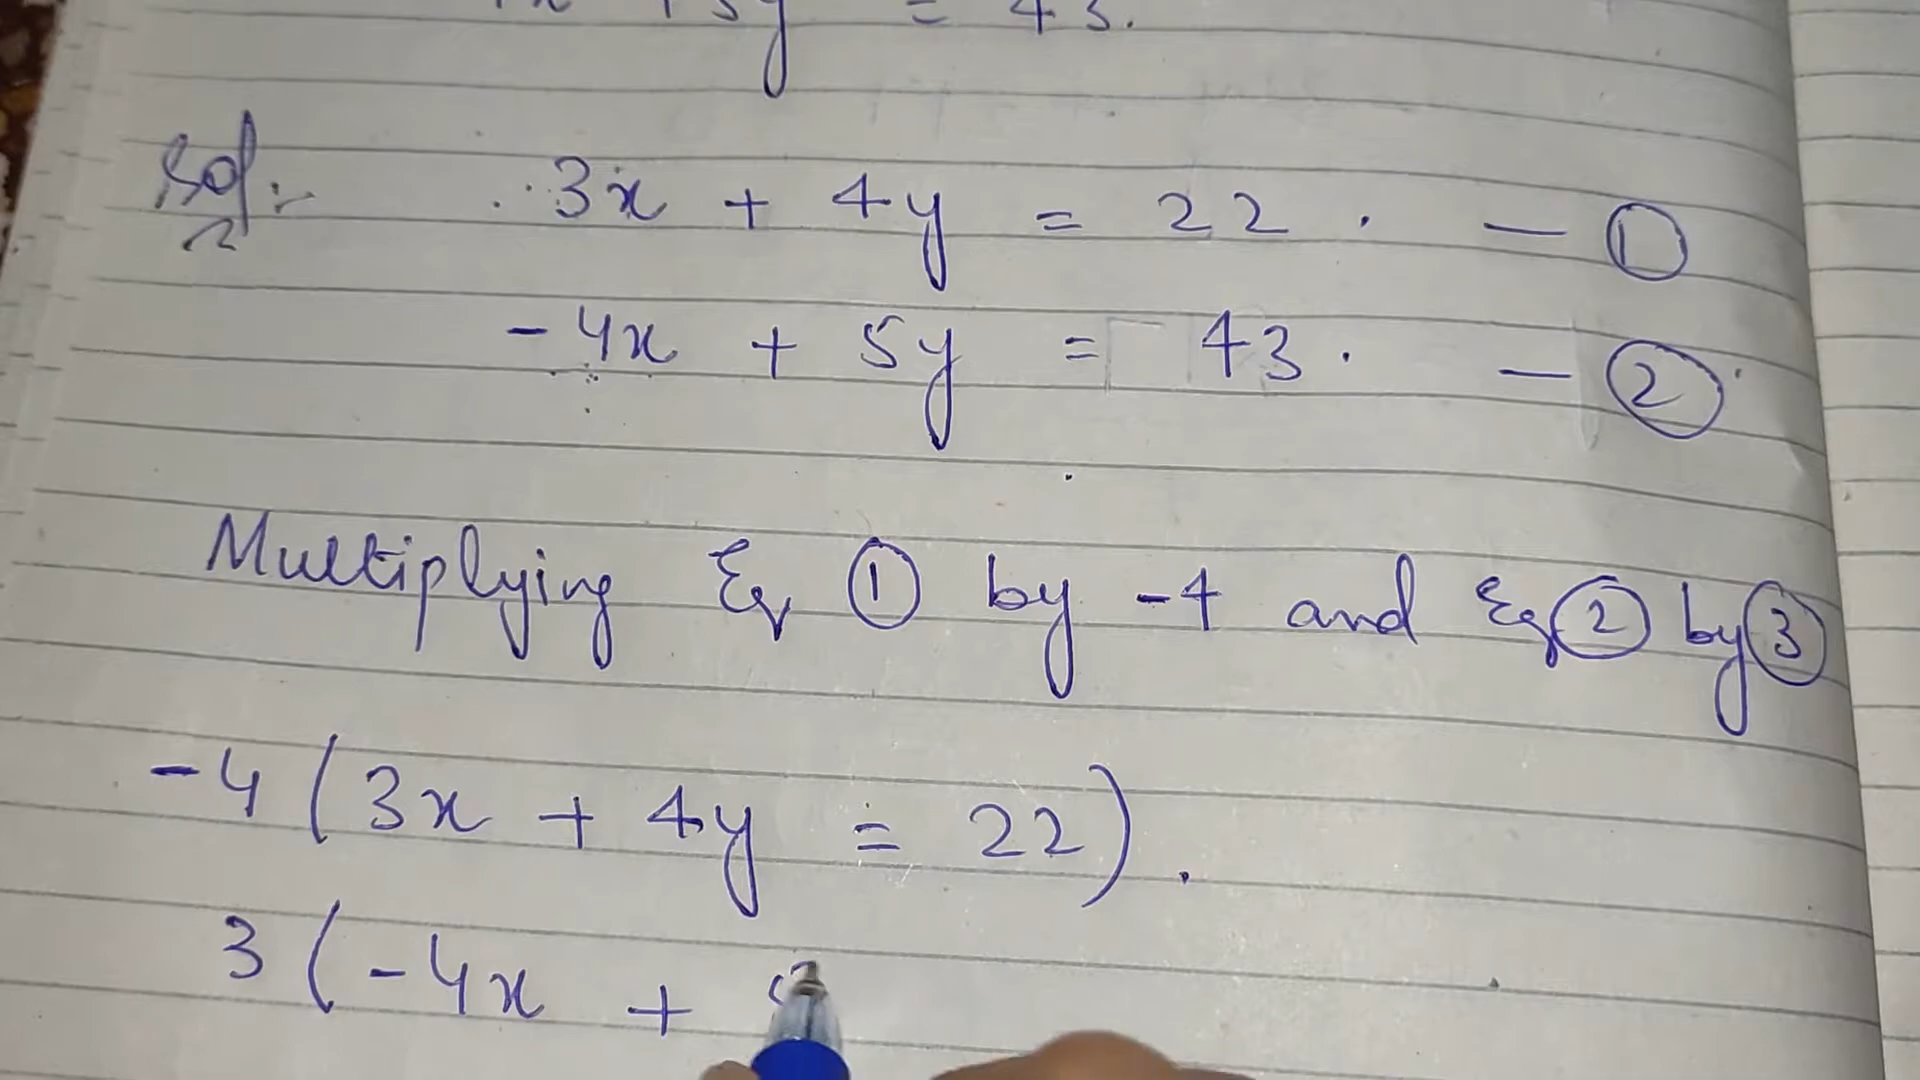 = 43.
Sol:- 3x + 4y = 22. — ①
-4x + 5y = 43. — ②
Multiplying Eq ① by -4 and Eq ② by ③
-4 ( 3x + 4y = 22 ).
3 ( -4x +